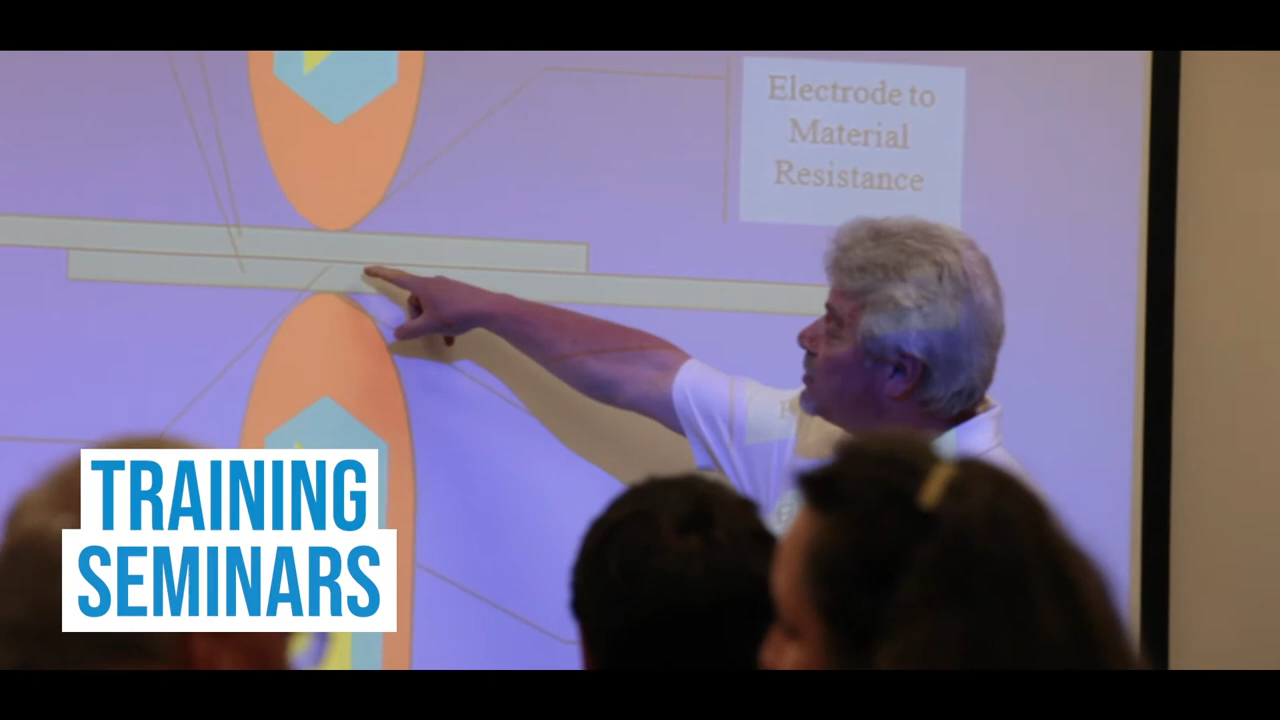 Electrode to
Material
Resistance
TRAINING
SEMINARS